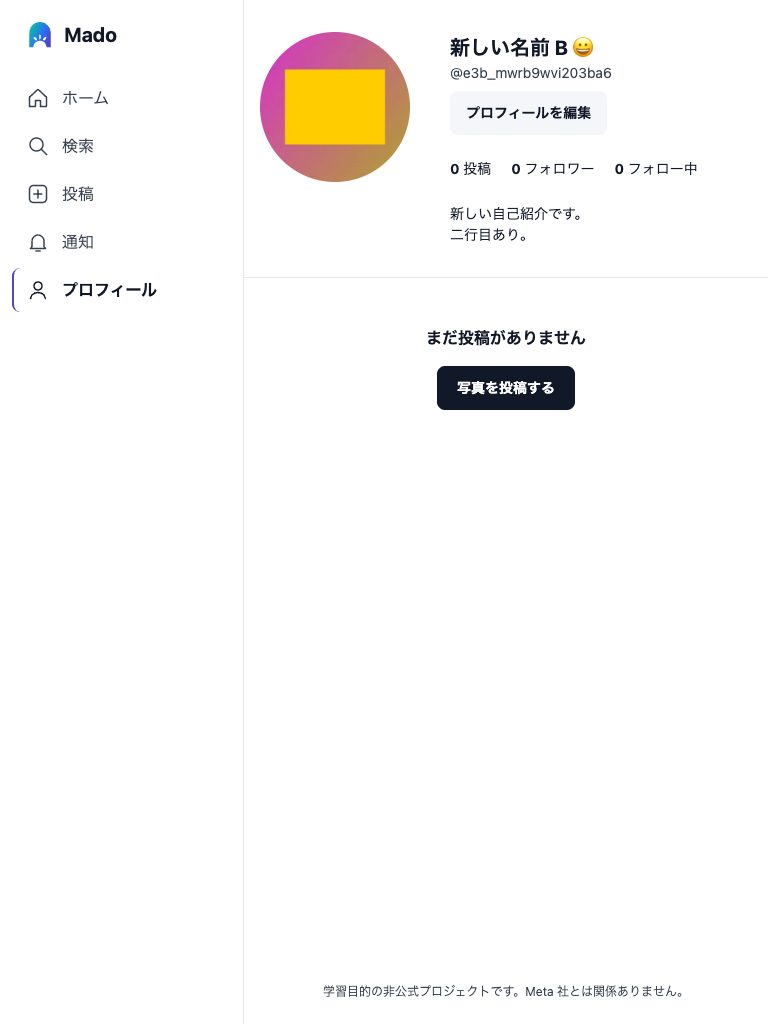 Mado
ホーム
検索
投稿
通知
プロフィール
新しい名前 B 😀
@e3b_mwrb9wvi203ba6
プロフィールを編集
0 投稿 0 フォロワー 0 フォロー中
新しい自己紹介です。
二行目あり。
まだ投稿がありません
写真を投稿する
学習目的の非公式プロジェクトです。Meta 社とは関係ありません。